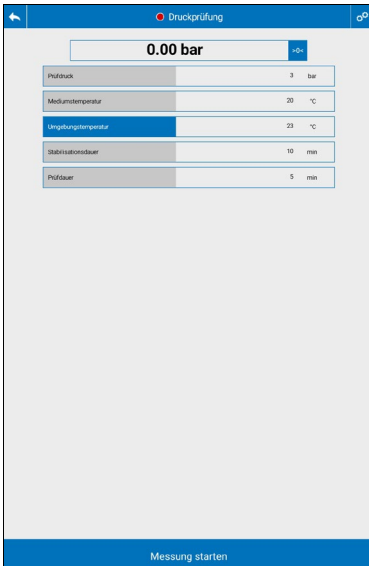 Druckprüfung
0.00 bar >0<
Prüfdruck 3 bar
Mediumstemperatur 20 °C
Umgebungstemperatur 23 °C
Stabilisationsdauer 10 min
Prüfdauer 5 min
Messung starten